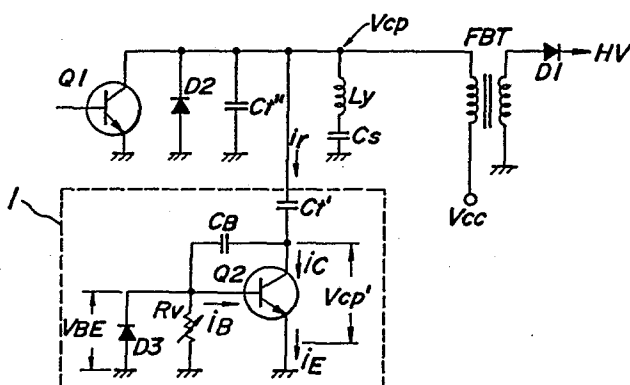 Vcp
FBT
HV
D1
Q1
D2
Ct"
Ly
Cs
ir
Vcc
1
Ct'
CB
Q2
iC
Vcp'
VBE
D3
Rv
iB
iE